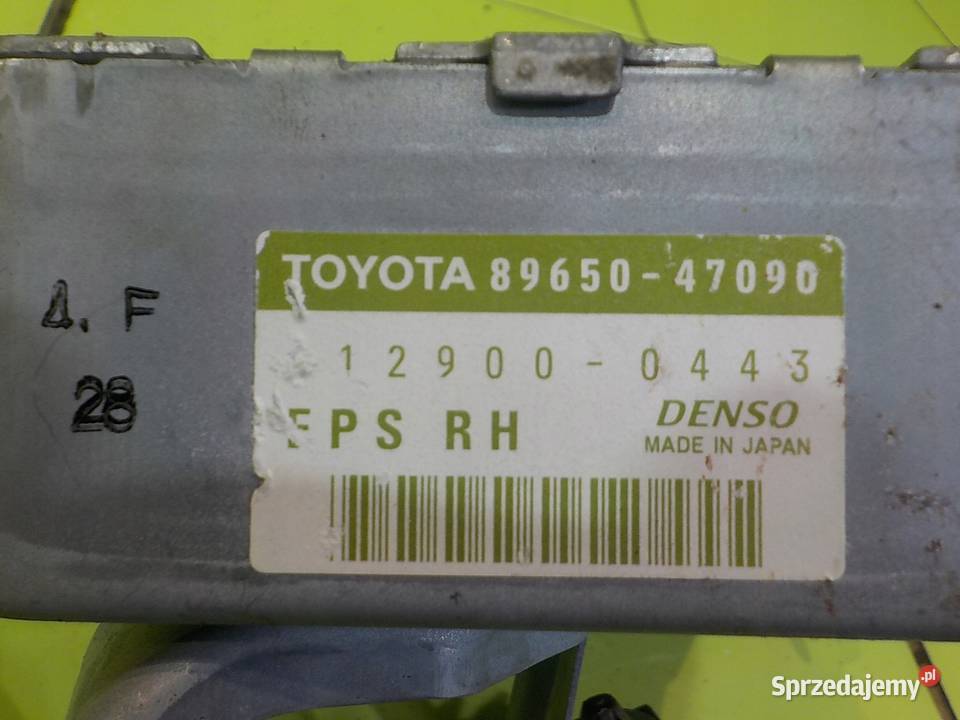 TOYOTA 89650-47090
12900-0443
EPS RH
DENSO
MADE IN JAPAN
F
28
Sprzedajemy.pl